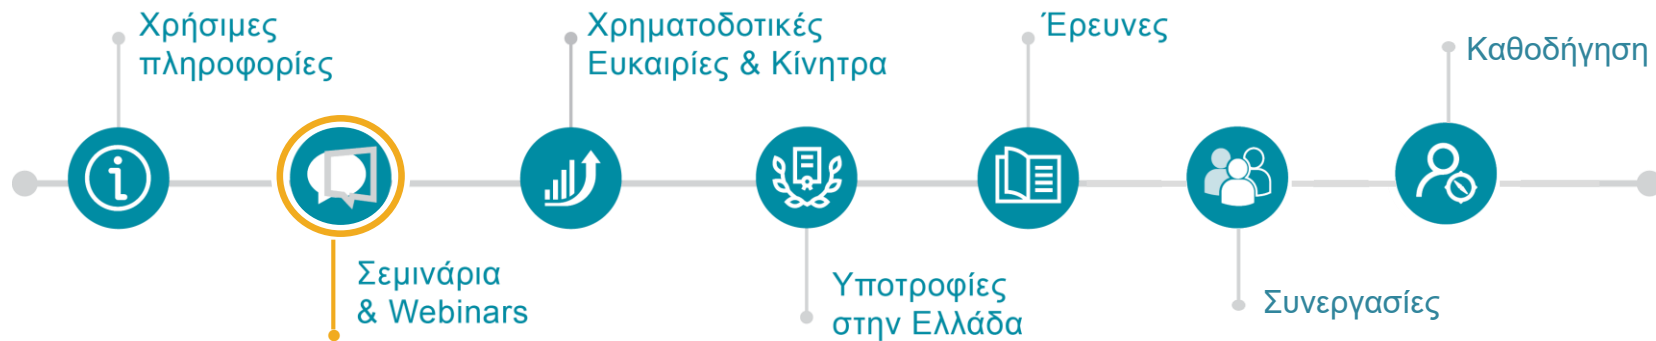 Χρήσιμες
πληροφορίες
Σεμινάρια
& Webinars
Χρηματοδοτικές
Ευκαιρίες & Κίνητρα
Υποτροφίες
στην Ελλάδα
Έρευνες
Συνεργασίες
Καθοδήγηση